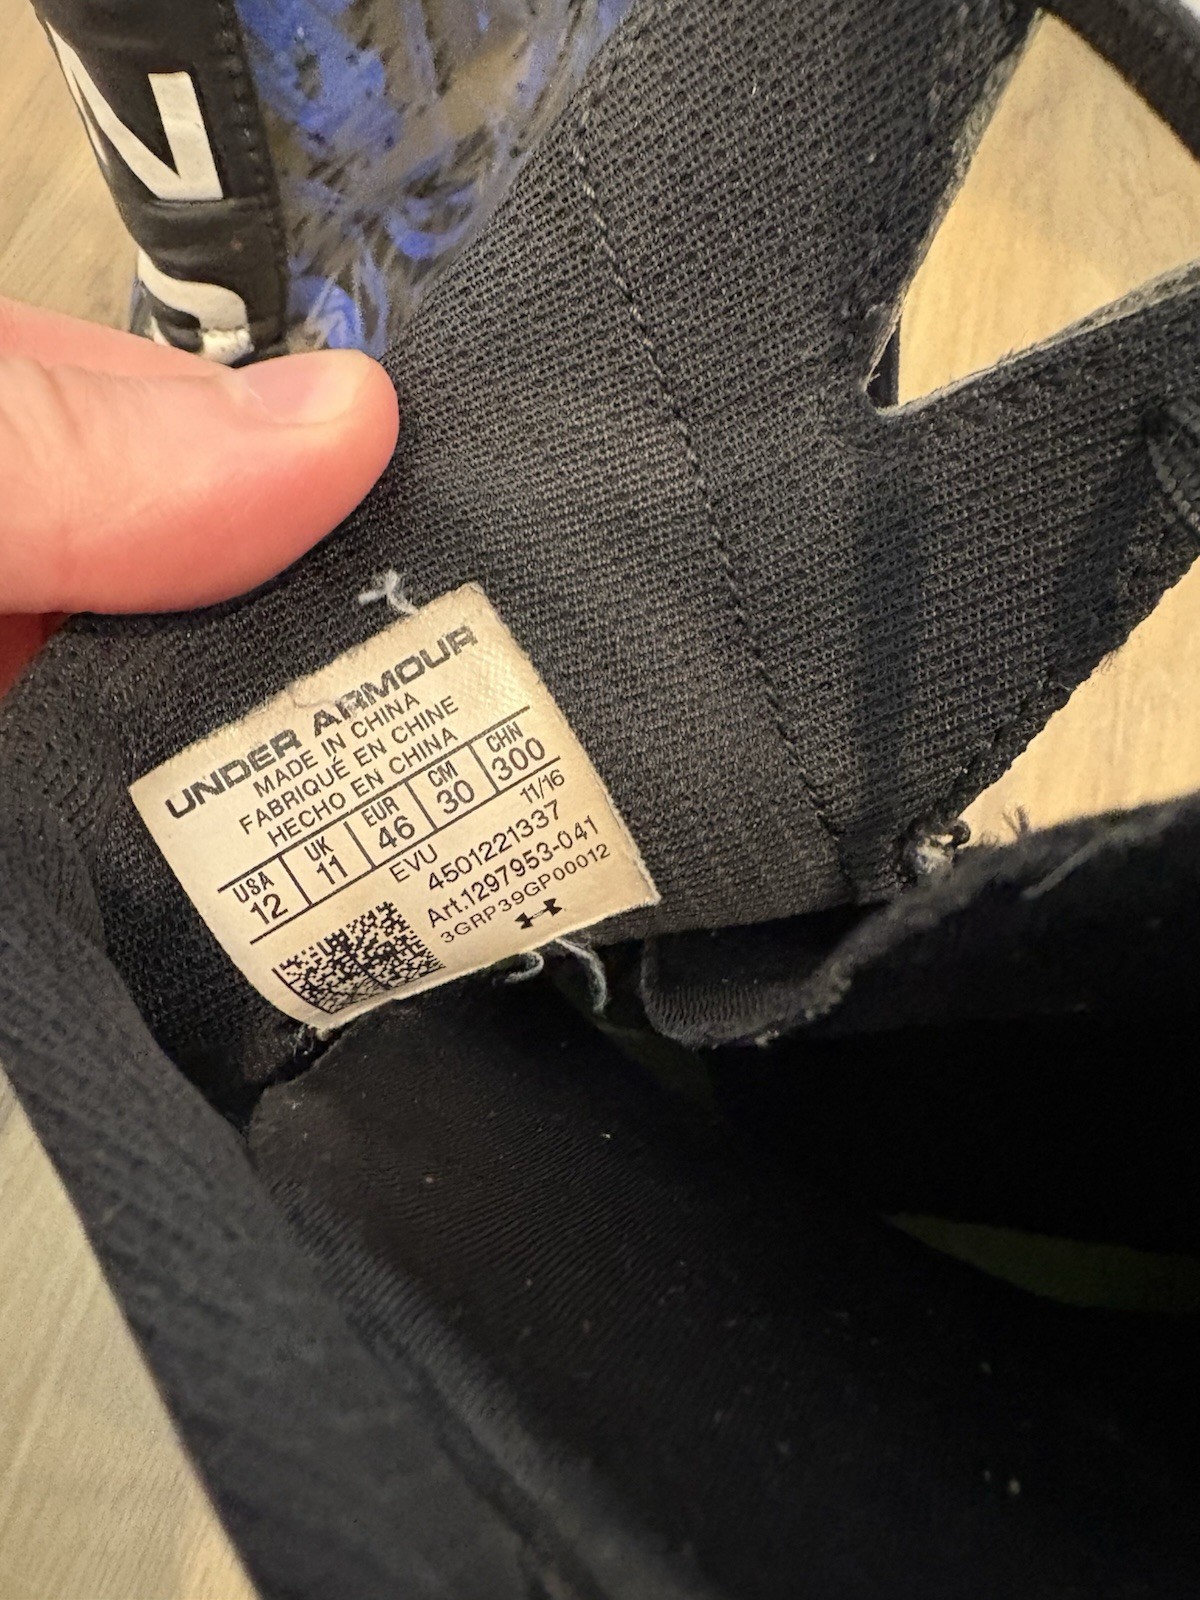 UNDER ARMOUR
MADE IN CHINA
FABRIQUÉ EN CHINE
HECHO EN CHINA
USA UK EUR CM CHN
12 11 46 30 300
EVU 11/16
4501221337
Art.1297953-041
3GRP39GP00012
N